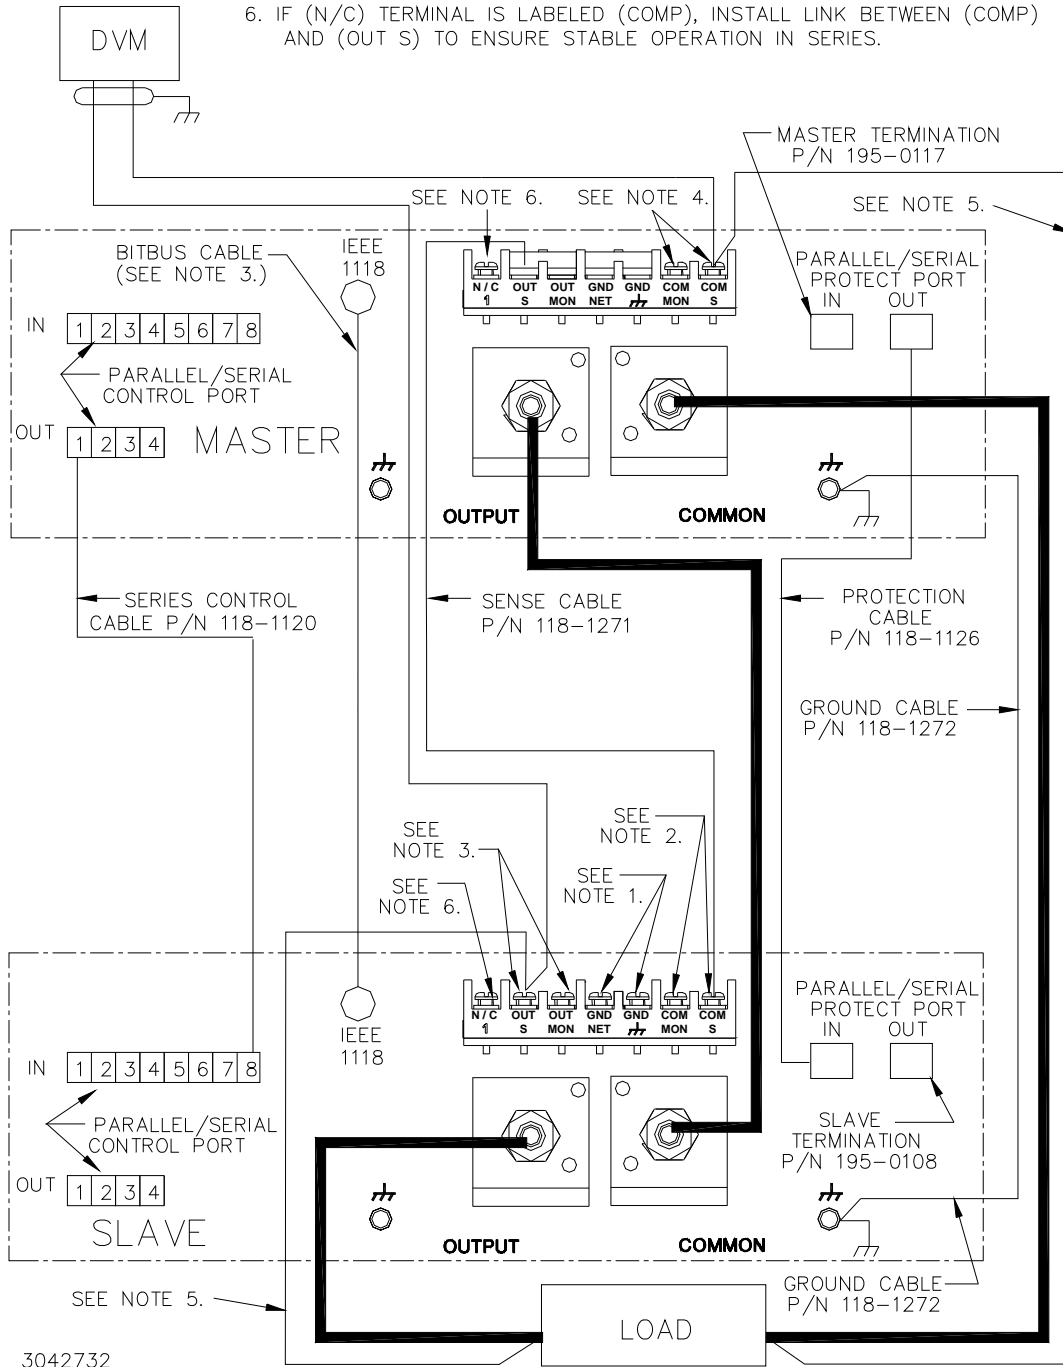 6. IF (N/C) TERMINAL IS LABELED (COMP), INSTALL LINK BETWEEN (COMP)
AND (OUT S) TO ENSURE STABLE OPERATION IN SERIES.
DVM
MASTER TERMINATION
P/N 195-0117
SEE NOTE 6.
SEE NOTE 4.
SEE NOTE 5.
BITBUS CABLE
(SEE NOTE 3.)
IEEE
1118
N/C OUT OUT GND GND COM COM
1 S MON NET MON S
PARALLEL/SERIAL
PROTECT PORT
IN OUT
IN 1 2 3 4 5 6 7 8
PARALLEL/SERIAL
CONTROL PORT
OUT 1 2 3 4
MASTER
OUTPUT
COMMON
SERIES CONTROL
CABLE P/N 118-1120
SENSE CABLE
P/N 118-1271
PROTECTION
CABLE
P/N 118-1126
GROUND CABLE
P/N 118-1272
SEE
NOTE 3.
SEE
NOTE 2.
SEE
NOTE 1.
SEE
NOTE 6.
IEEE
1118
N/C OUT OUT GND GND COM COM
1 S MON NET MON S
PARALLEL/SERIAL
PROTECT PORT
IN OUT
IN 1 2 3 4 5 6 7 8
PARALLEL/SERIAL
CONTROL PORT
OUT 1 2 3 4
SLAVE
SLAVE
TERMINATION
P/N 195-0108
OUTPUT
COMMON
GROUND CABLE
P/N 118-1272
SEE NOTE 5.
LOAD
3042732